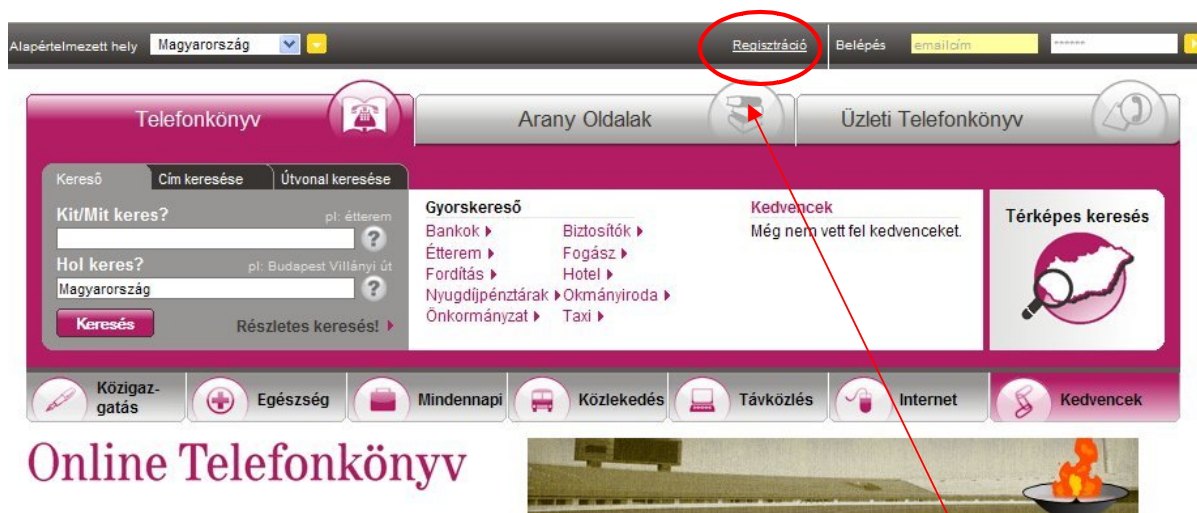 Alapértelmezett hely Magyarország Regisztráció Belépés emailcím ******
Telefonkönyv Arany Oldalak Üzleti Telefonkönyv
Kereső Cím keresése Útvonal keresése
Kit/Mit keres? pl: étterem
Hol keres? pl: Budapest Villányi út
Magyarország
Keresés Részletes keresés!
Gyorskereső
Bankok Biztosítók
Étterem Fogász
Fordítás Hotel
Nyugdíjpénztárak Okmányiroda
Önkormányzat Taxi
Kedvencek
Még nem vett fel kedvenceket.
Térképes keresés
Közigaz-
gatás
Egészség
Mindennapi
Közlekedés
Távközlés
Internet
Kedvencek
Online Telefonkönyv